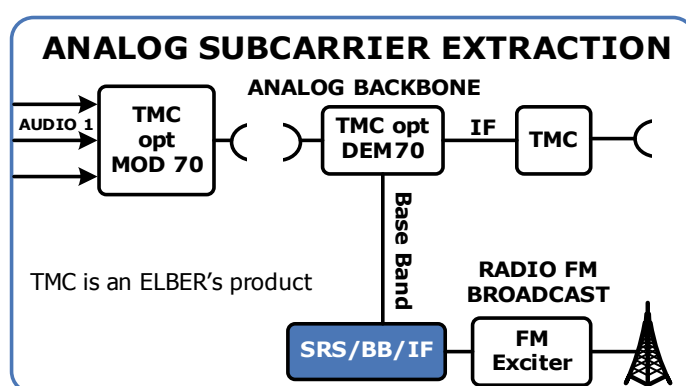 ANALOG SUBCARRIER EXTRACTION
ANALOG BACKBONE
AUDIO 1
TMC
opt
MOD 70
TMC opt
DEM70
IF
TMC
Base Band
TMC is an ELBER's product
RADIO FM
BROADCAST
SRS/BB/IF
FM
Exciter